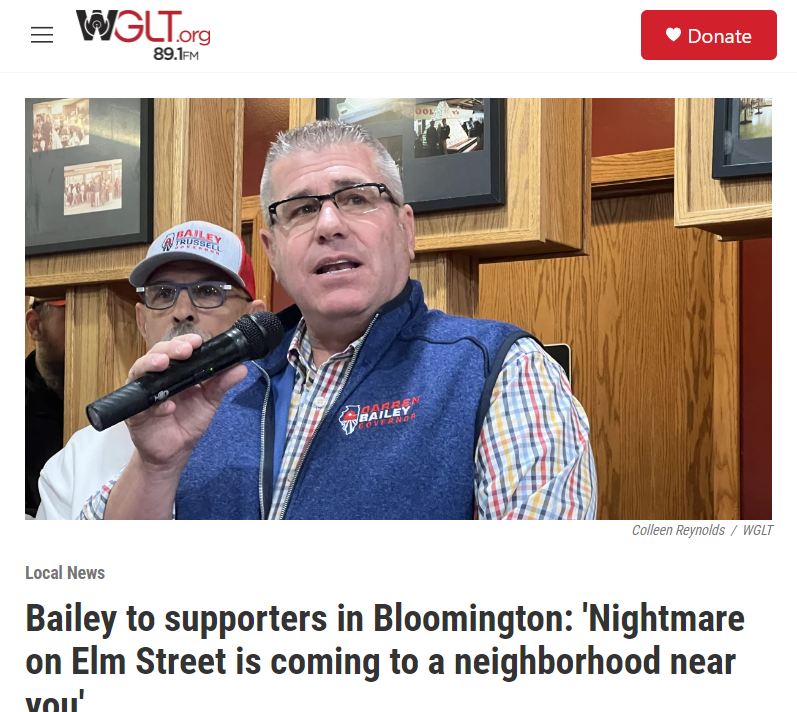 WGLT.org
89.1FM
Donate
BAILEY
TRUSSELL
GOVERNOR
DARREN
BAILEY
GOVERNOR
Colleen Reynolds / WGLT
Local News
Bailey to supporters in Bloomington: 'Nightmare
on Elm Street is coming to a neighborhood near
you'